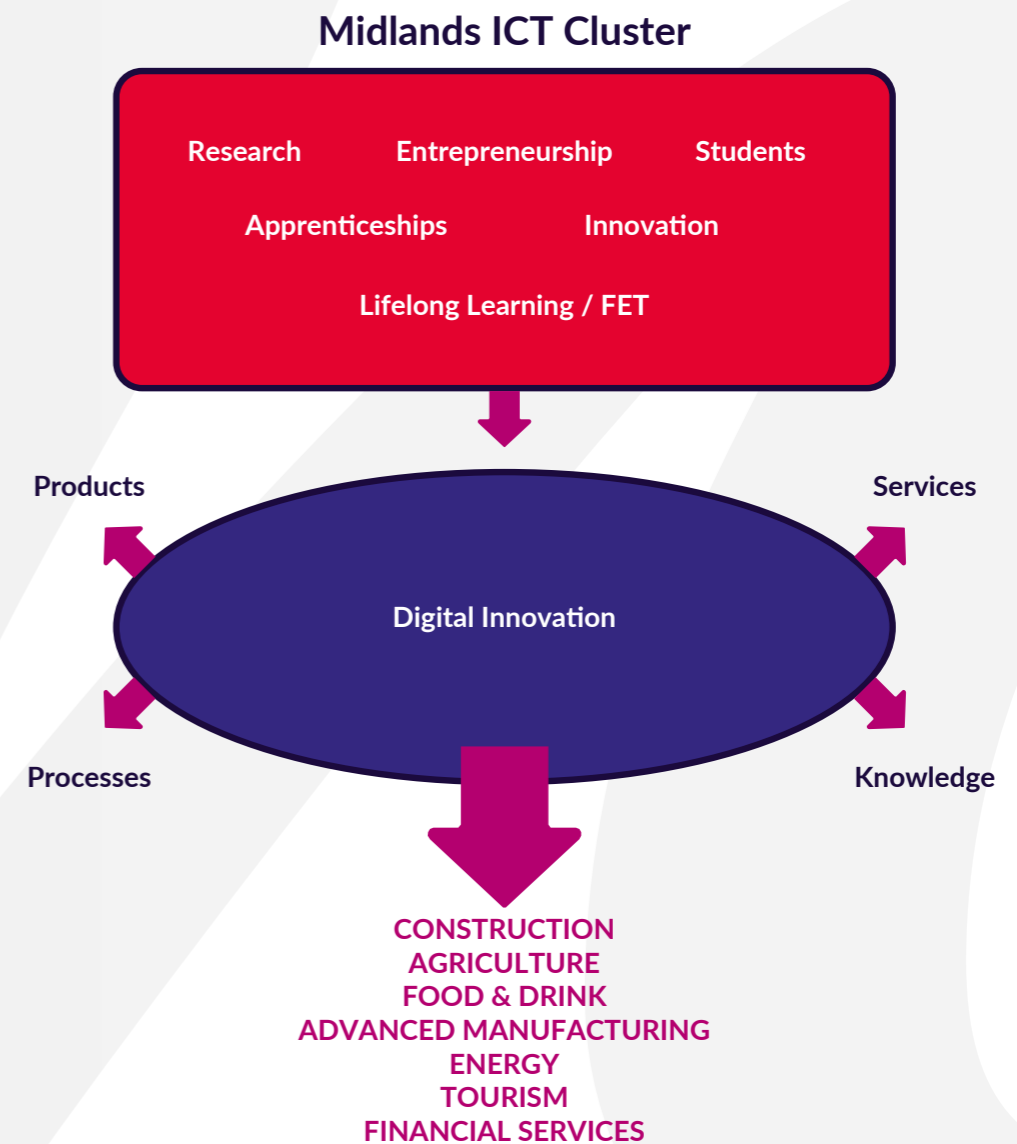 Midlands ICT Cluster
Research Entrepreneurship Students
Apprenticeships Innovation
Lifelong Learning / FET
Products Services
Digital Innovation
Processes Knowledge
CONSTRUCTION
AGRICULTURE
FOOD & DRINK
ADVANCED MANUFACTURING
ENERGY
TOURISM
FINANCIAL SERVICES